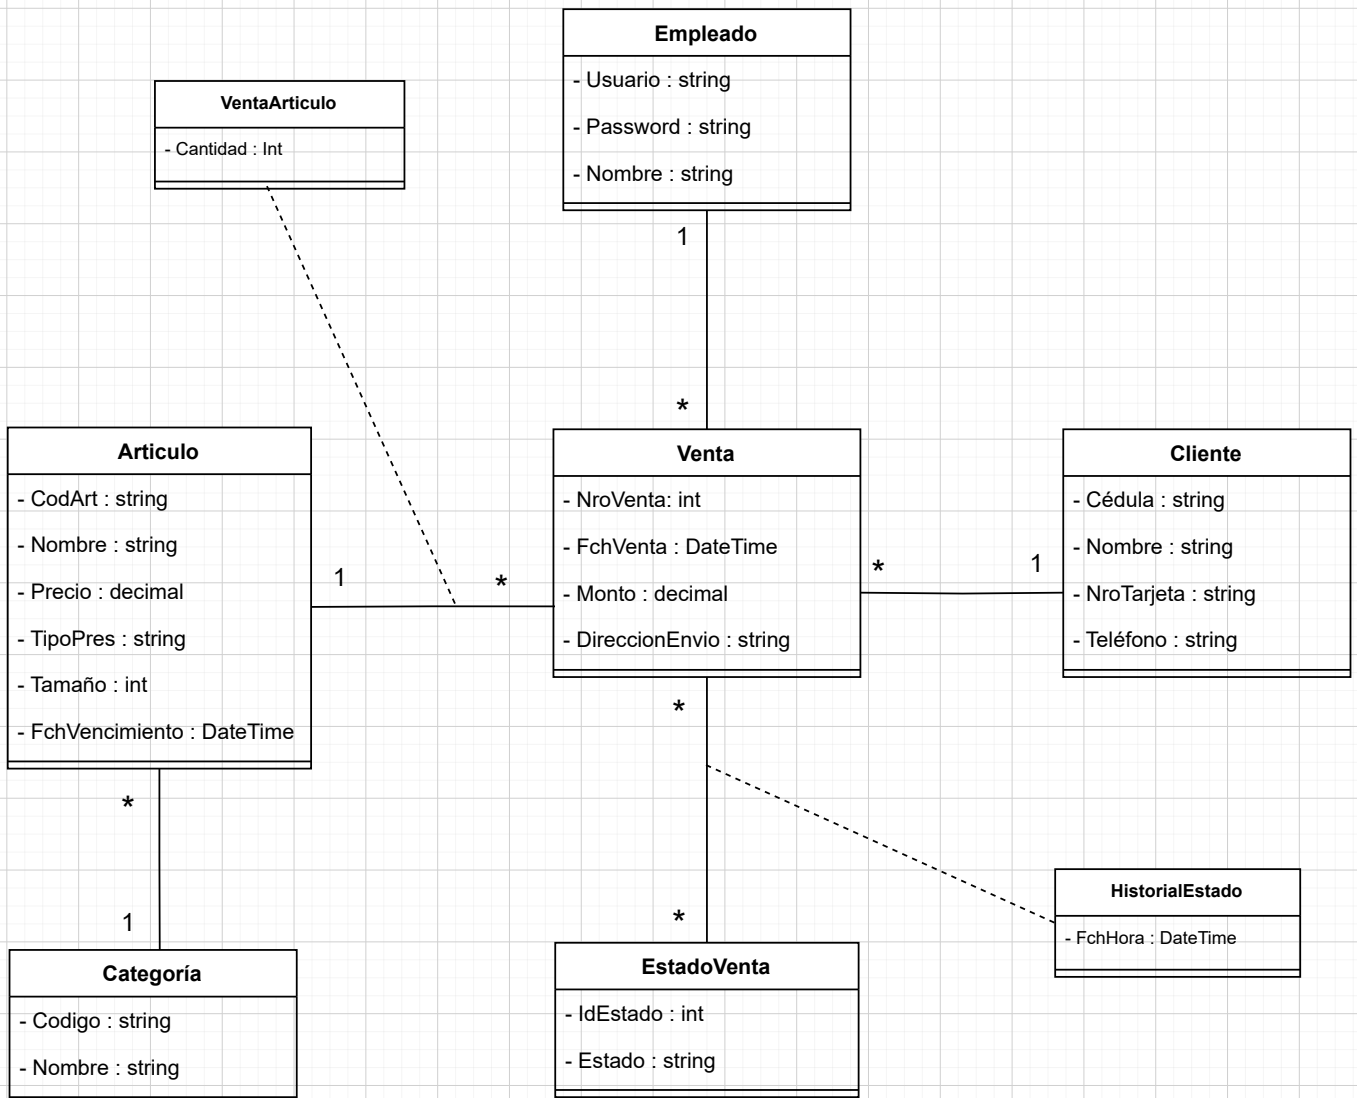 Empleado
- Usuario : string
- Password : string
- Nombre : string
VentaArticulo
- Cantidad : Int
1
*
Articulo
- CodArt : string
- Nombre : string
- Precio : decimal
- TipoPres : string
- Tamaño : int
- FchVencimiento : DateTime
1
*
Venta
- NroVenta: int
- FchVenta : DateTime
- Monto : decimal
- DireccionEnvio : string
*
1
Cliente
- Cédula : string
- Nombre : string
- NroTarjeta : string
- Teléfono : string
*
1
*
*
Categoría
- Codigo : string
- Nombre : string
EstadoVenta
- IdEstado : int
- Estado : string
HistorialEstado
- FchHora : DateTime